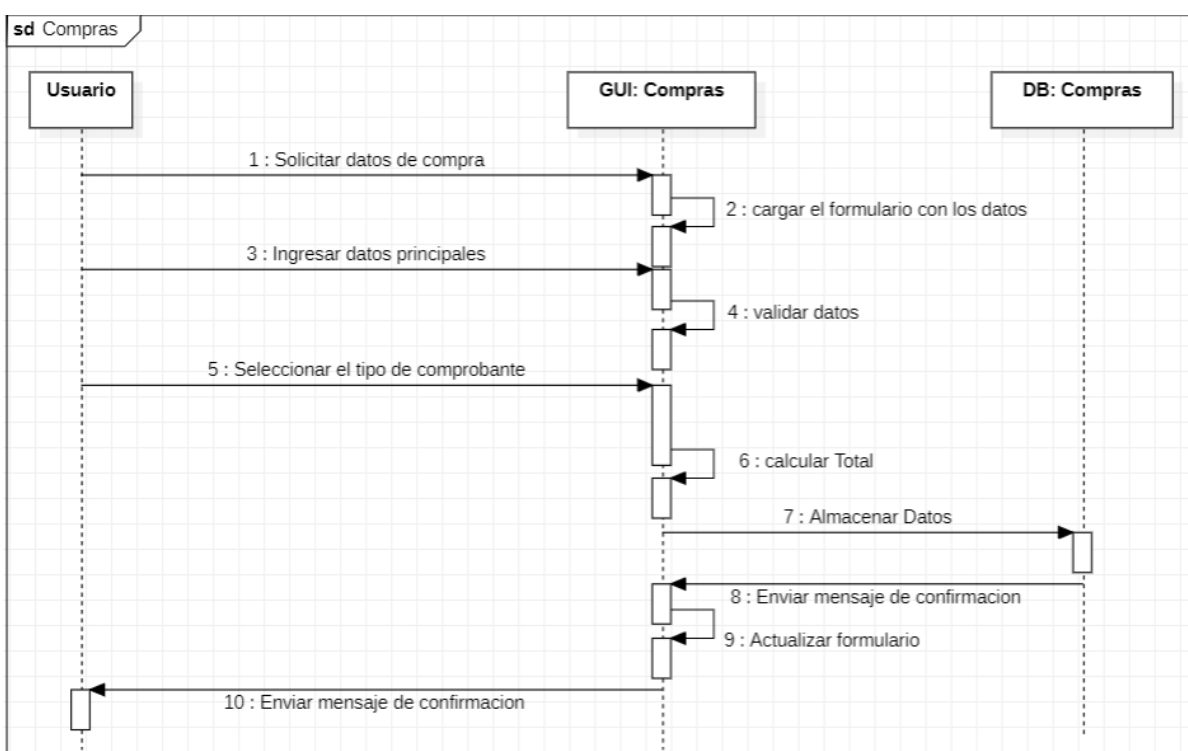 sd Compras
Usuario
GUI: Compras
DB: Compras
1 : Solicitar datos de compra
2 : cargar el formulario con los datos
3 : Ingresar datos principales
4 : validar datos
5 : Seleccionar el tipo de comprobante
6 : calcular Total
7 : Almacenar Datos
8 : Enviar mensaje de confirmacion
9 : Actualizar formulario
10 : Enviar mensaje de confirmacion